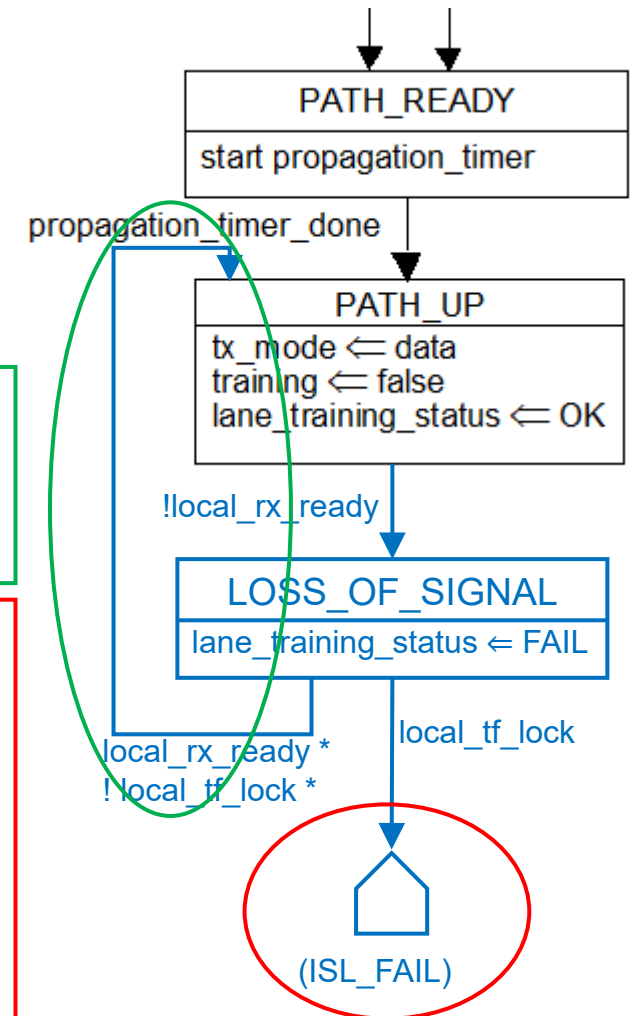 PATH_READY
start propagation_timer
propagation_timer_done
PATH_UP
tx_mode ⇐ data
training ⇐ false
lane_training_status ⇐ OK
!local_rx_ready
LOSS_OF_SIGNAL
lane_training_status ⇐ FAIL
local_rx_ready *
! local_tf_lock *
local_tf_lock
(ISL_FAIL)